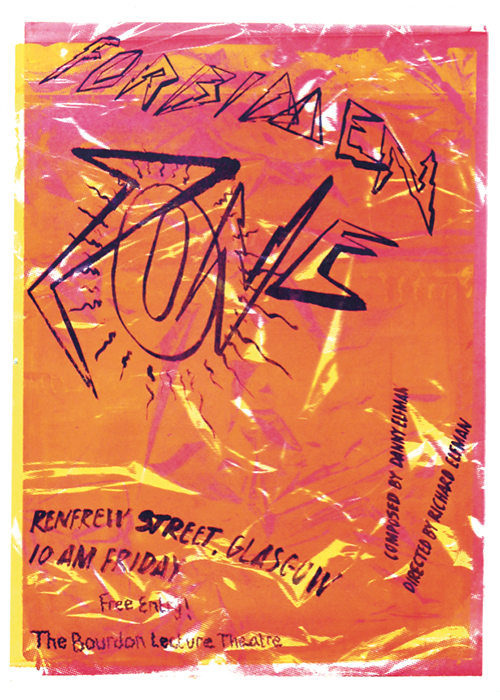 FORBIDDEN
ZONE
COMPOSED BY DANNY ELFMAN
DIRECTED BY RICHARD ELFMAN
RENFREW STREET, GLASGOW
10 AM FRIDAY
Free Entry!
The Bourdon Lecture Theatre